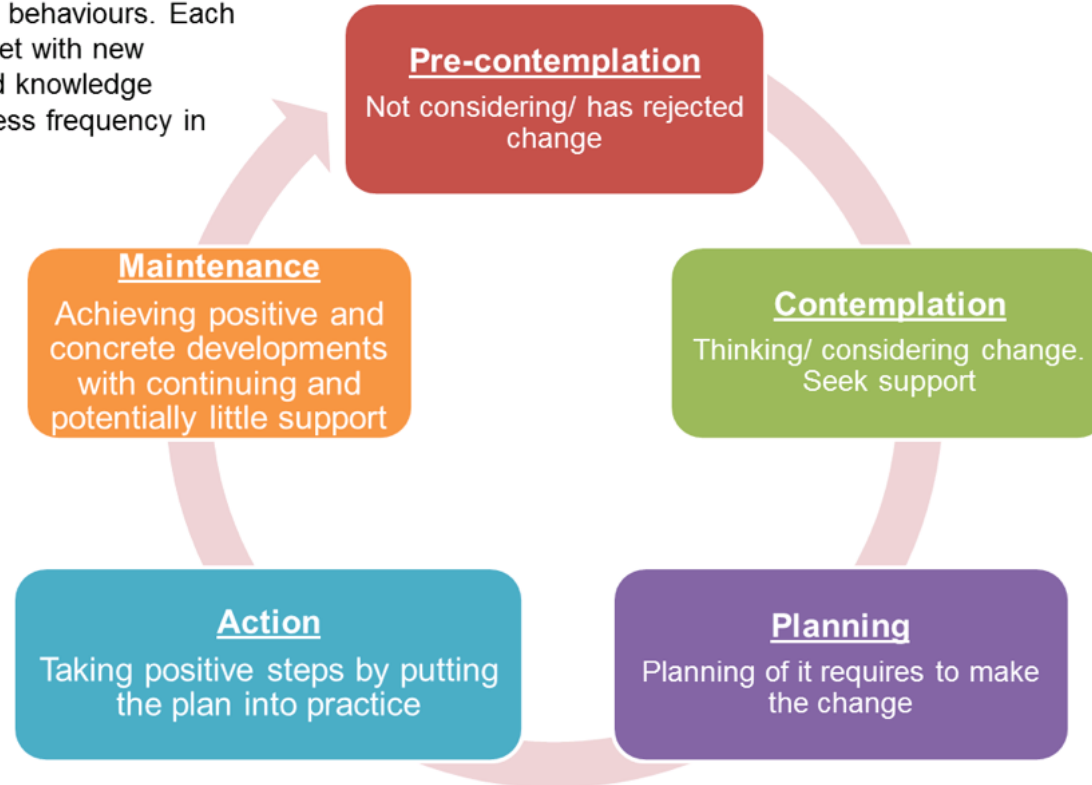 behaviours. Each
et with new
d knowledge
ess frequency in
Pre-contemplation
Not considering/ has rejected
change
Contemplation
Thinking/ considering change.
Seek support
Planning
Planning of it requires to make
the change
Action
Taking positive steps by putting
the plan into practice
Maintenance
Achieving positive and
concrete developments
with continuing and
potentially little support